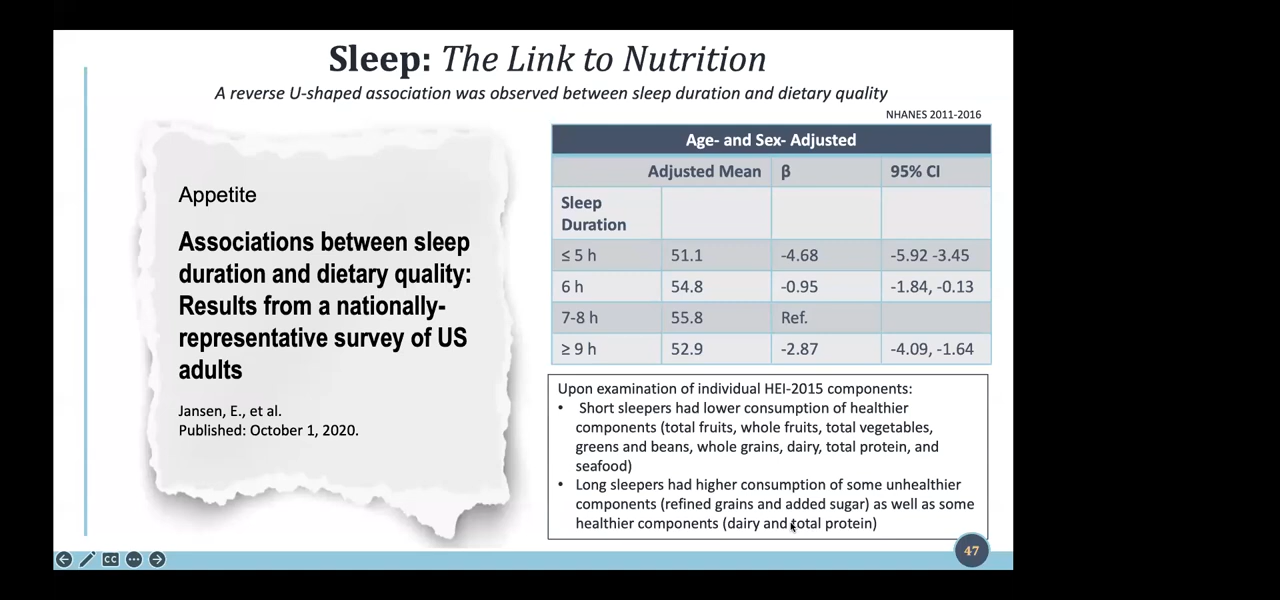 Sleep: The Link to Nutrition
A reverse U-shaped association was observed between sleep duration and dietary quality
NHANES 2011-2016
Appetite
Associations between sleep
duration and dietary quality:
Results from a nationally-
representative survey of US
adults
Jansen, E., et al.
Published: October 1, 2020.
Age- and Sex- Adjusted
Adjusted Mean β 95% CI
Sleep
Duration
≤ 5 h 51.1 -4.68 -5.92 -3.45
6 h 54.8 -0.95 -1.84, -0.13
7-8 h 55.8 Ref.
≥ 9 h 52.9 -2.87 -4.09, -1.64
Upon examination of individual HEI-2015 components:
• Short sleepers had lower consumption of healthier
components (total fruits, whole fruits, total vegetables,
greens and beans, whole grains, dairy, total protein, and
seafood)
• Long sleepers had higher consumption of some unhealthier
components (refined grains and added sugar) as well as some
healthier components (dairy and total protein)
CC
47